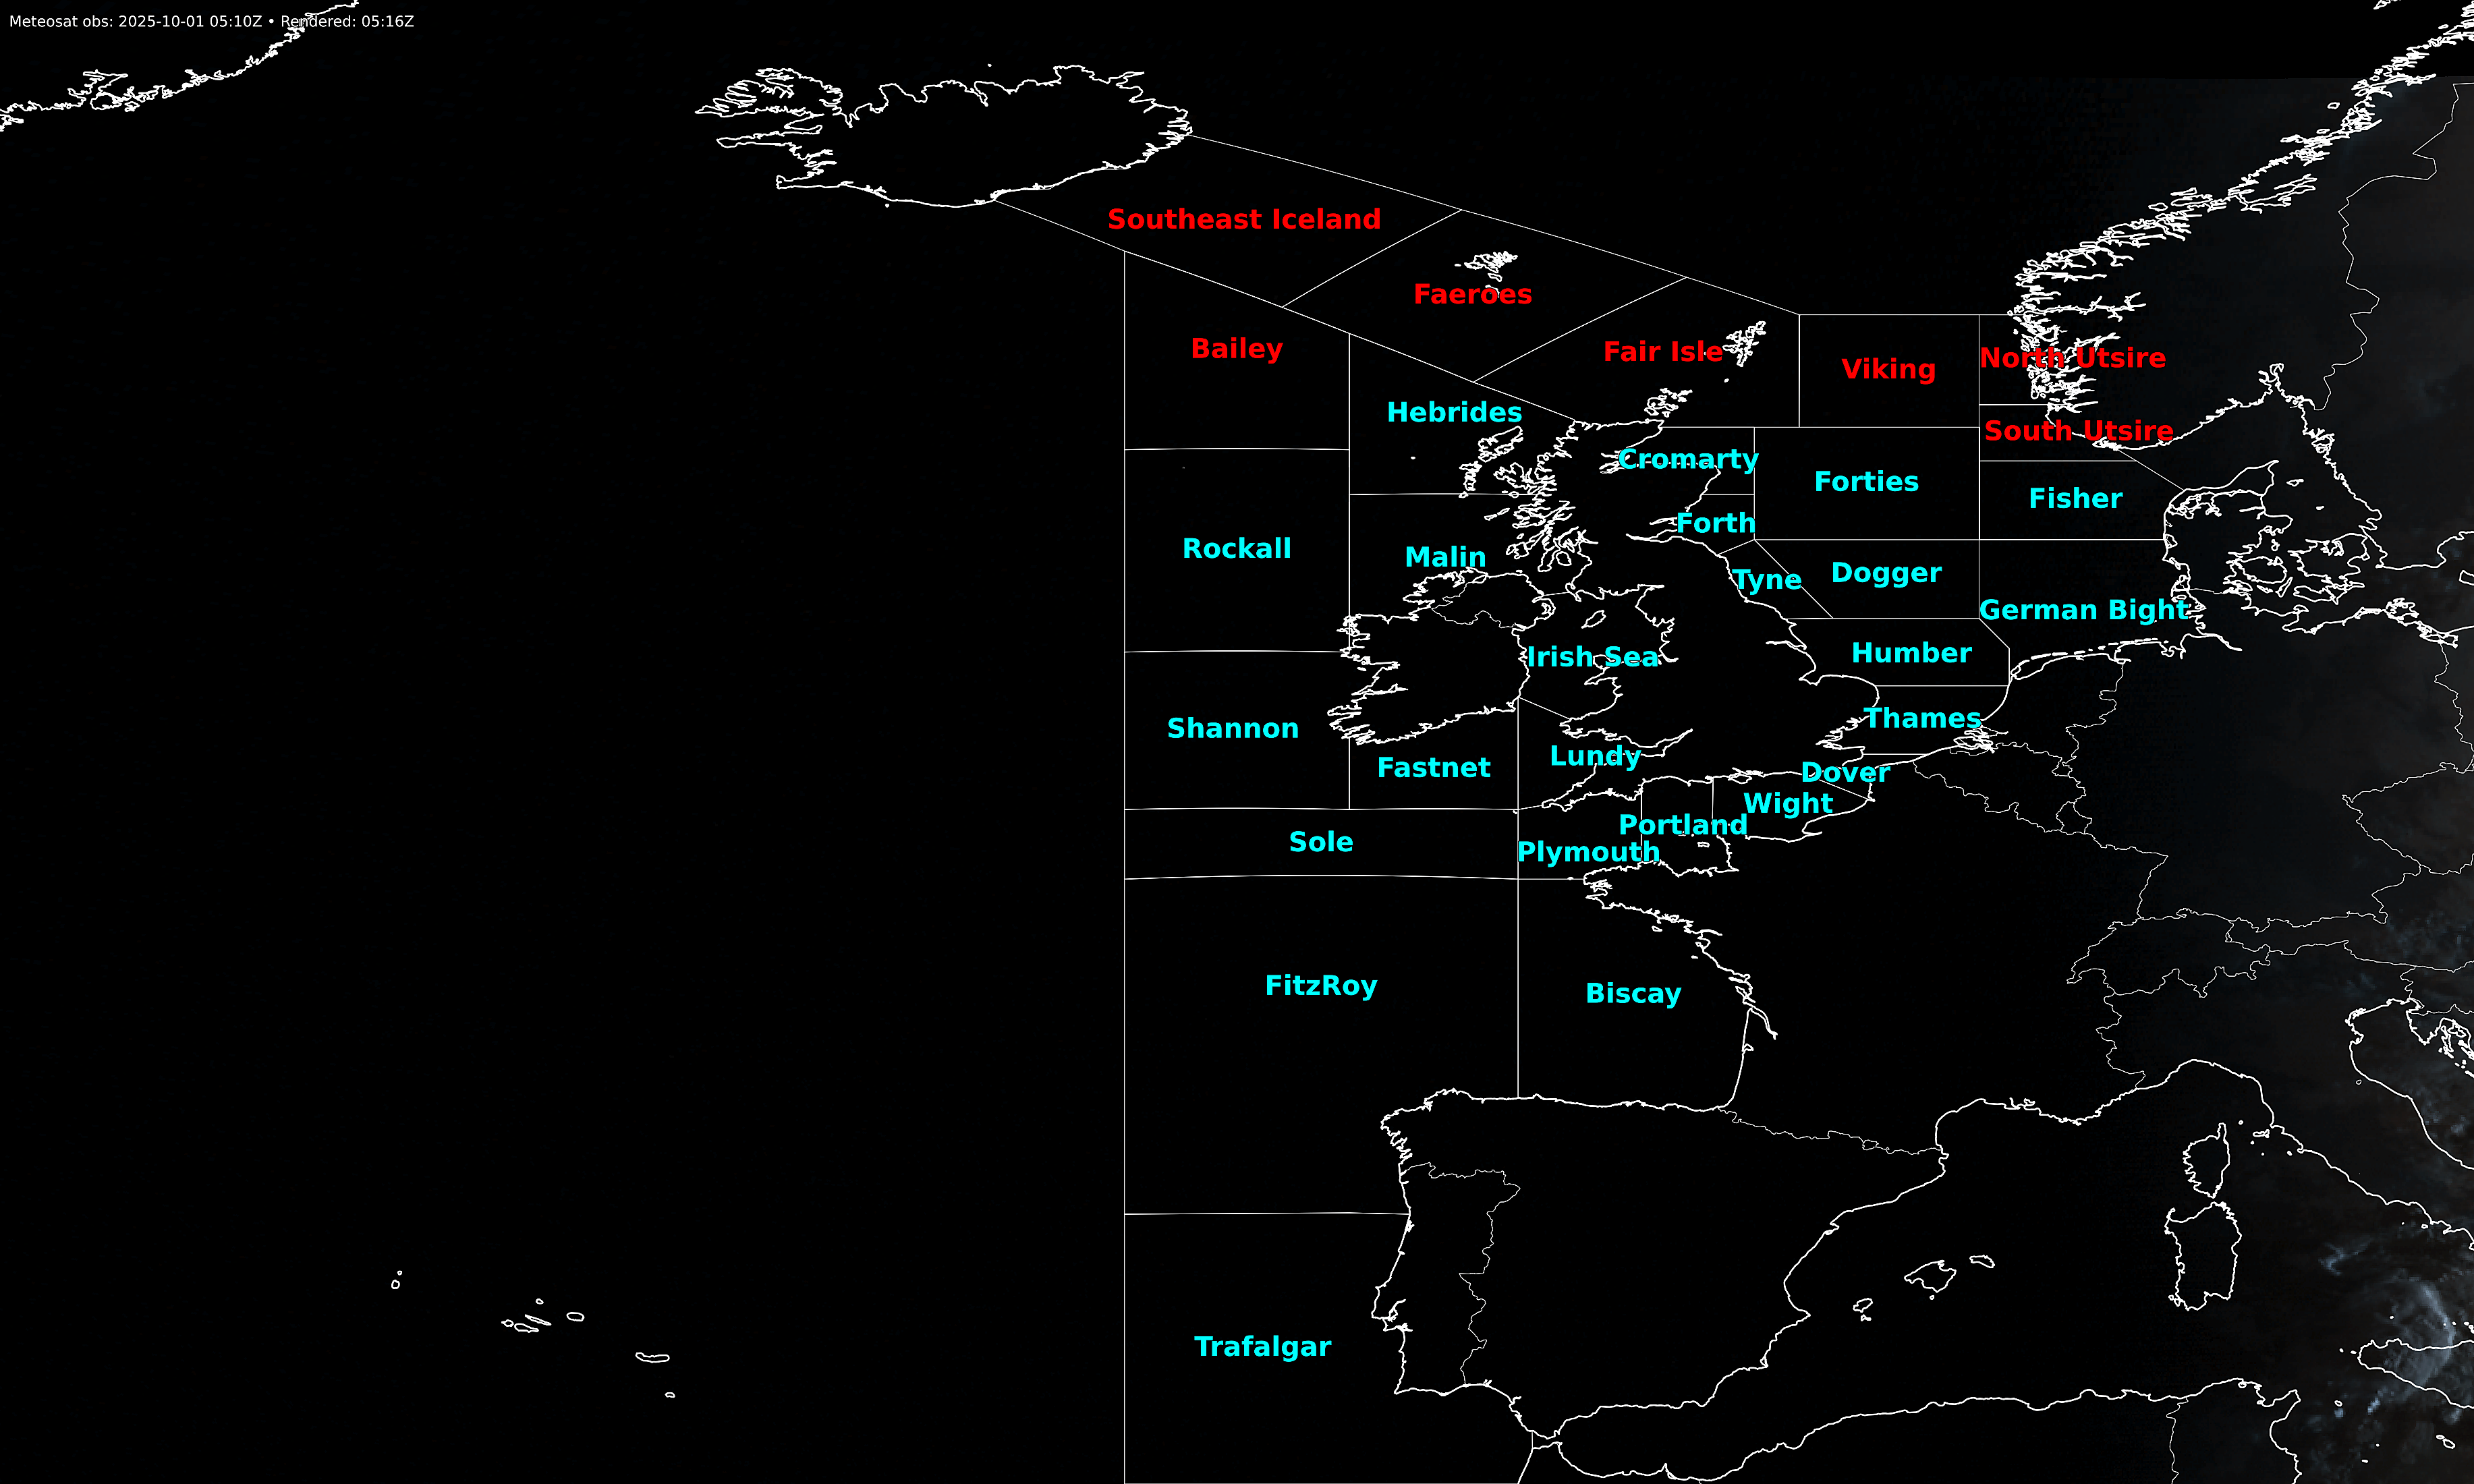 Meteosat obs: 2025-10-01 05:10Z • Rendered: 05:16Z
Southeast Iceland
Faeroes
Bailey
Fair Isle
Viking
North Utsire
Hebrides
South Utsire
Cromarty
Forties
Fisher
Forth
Rockall
Malin
Tyne
Dogger
German Bight
Irish Sea
Humber
Shannon
Thames
Fastnet
Lundy
Dover
Wight
Portland
Sole
Plymouth
FitzRoy
Biscay
Trafalgar